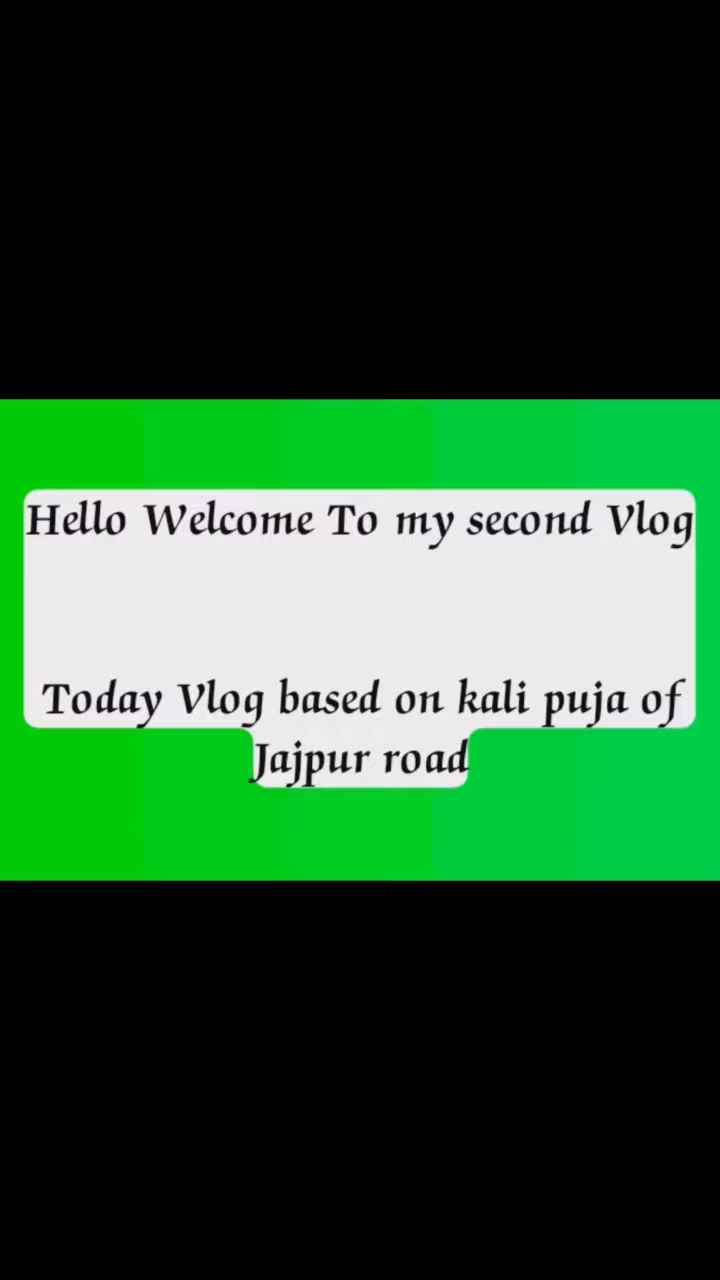 Hello Welcome To my second Vlog
Today Vlog based on kali puja of
Jajpur road